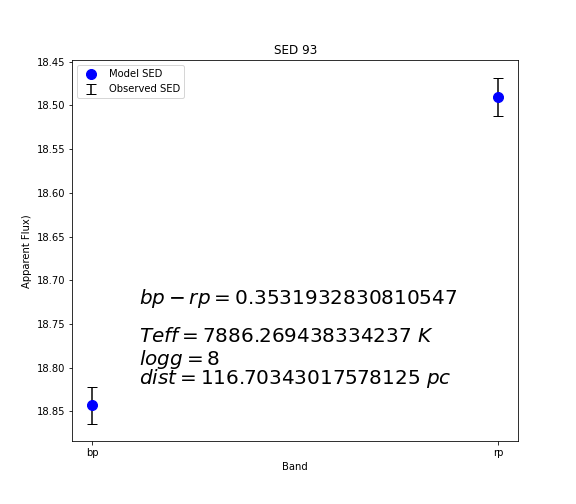 SED 93
18.45
Model SED
Observed SED
18.50
18.55
18.60
18.65
18.70
18.75
18.80
18.85
Apparent Flux)
bp − rp = 0.3531932830810547
Teff = 7886.269438334237 K
logg = 8
dist = 116.70343017578125 pc
bp
rp
Band